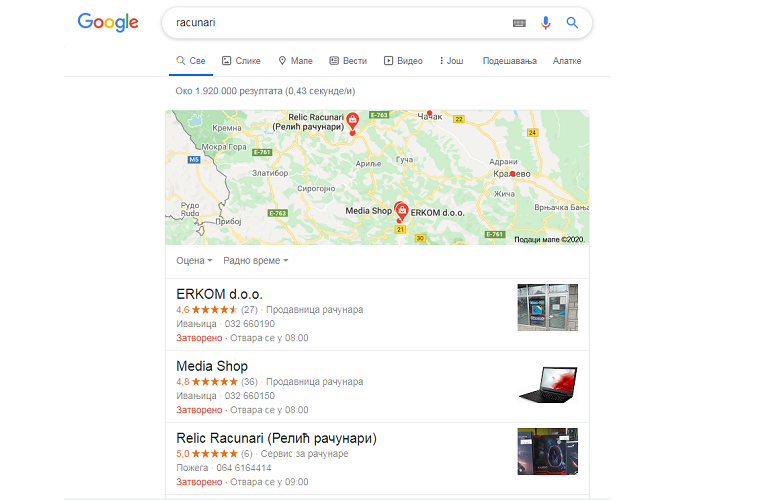 Google
racunari
Све Слике Мапе Вести Видео Још Подешавања Алатке
Око 1.920.000 резултата (0,43 секунде/и)
Relic Racunari
(Релић рачунари)
E-763
Чачак
22
24
Кремна
E-761
Мокра Гора
M5
Златибор
Ариље
Гуча
Адрани
Краљево
Сирогојно
Жича
Рудо
Rudo
Прибој
E-763
Media Shop
ERKOM d.o.o.
Врњачка Бања
21
30
E-761
Подаци мапе ©2020.
Оцена Радно време
ERKOM d.o.o.
4,6 (27) · Продавница рачунара
Ивањица · 032 660190
Затворено · Отвара се у 08:00
Media Shop
4,8 (36) · Продавница рачунара
Ивањица · 032 660150
Затворено · Отвара се у 08:00
Relic Racunari (Релић рачунари)
5,0 (6) · Сервис за рачунаре
Пожега · 064 6164414
Затворено · Отвара се у 09:00